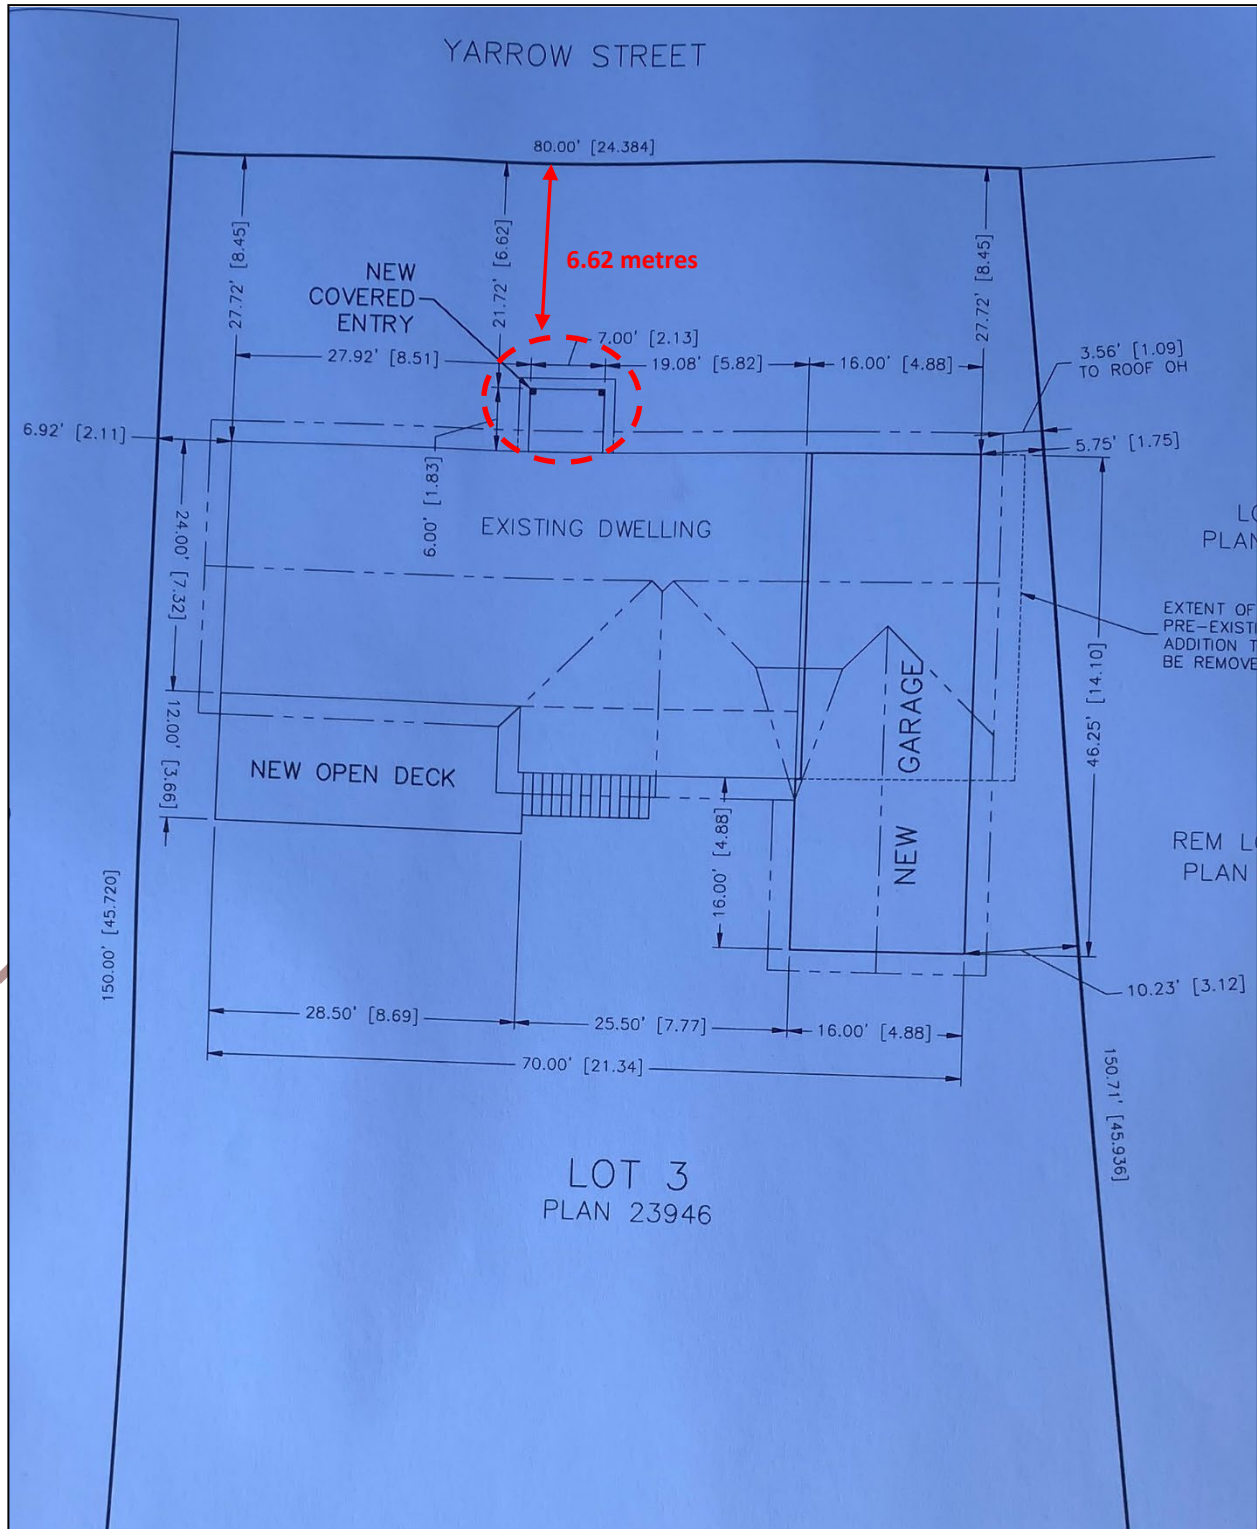 YARROW STREET
80.00' [24.384]
27.72' [8.45]
21.72' [6.62]
6.62 metres
27.72' [8.45]
NEW
COVERED
ENTRY
7.00' [2.13]
27.92' [8.51]
19.08' [5.82]
16.00' [4.88]
3.56' [1.09]
TO ROOF OH
6.92' [2.11]
5.75' [1.75]
6.00' [1.83]
24.00' [7.32]
EXISTING DWELLING
PLAN
EXTENT OF
PRE-EXISTI
ADDITION T
BE REMOVE
46.25' [14.10]
12.00' [3.66]
NEW OPEN DECK
NEW GARAGE
16.00' [4.88]
REM L
PLAN
150.00' [45.720]
10.23' [3.12]
28.50' [8.69]
25.50' [7.77]
16.00' [4.88]
70.00' [21.34]
150.71' [45.936]
LOT 3
PLAN 23946